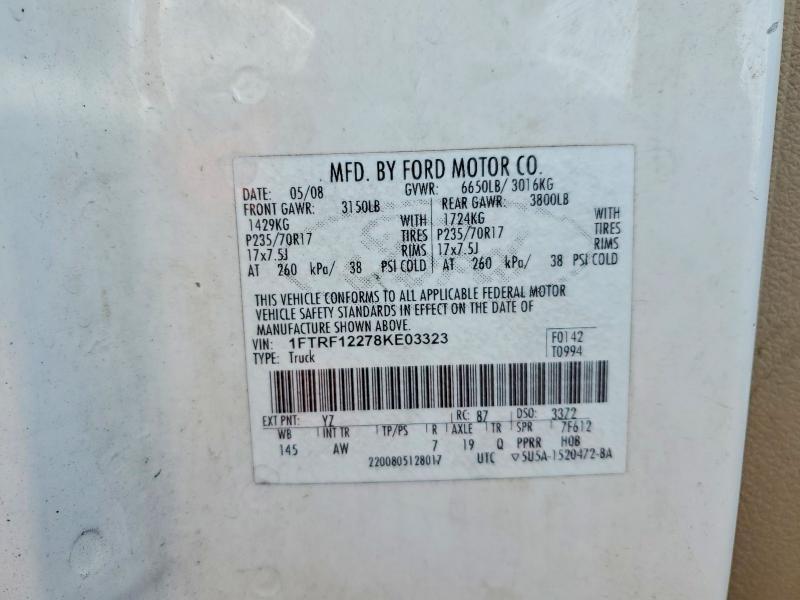 MFD. BY FORD MOTOR CO.
DATE: 05/08 GVWR: 6650LB/ 3016KG
FRONT GAWR: 3150LB REAR GAWR: 3800LB
1429KG WITH 1724KG WITH
P235/70R17 TIRES P235/70R17 TIRES
17x7.5J RIMS 17x7.5J RIMS
AT 260 kPa/ 38 PSI COLD AT 260 kPa/ 38 PSI COLD
THIS VEHICLE CONFORMS TO ALL APPLICABLE FEDERAL MOTOR
VEHICLE SAFETY STANDARDS IN EFFECT ON THE DATE OF
MANUFACTURE SHOWN ABOVE.
VIN: 1FTRF12278KE03323 F0142
TYPE: Truck T0994
EXT PNT: YZ RC: 87 DSO: 33Z2
WB INT TR TP/PS R AXLE TR SPR 7F612
145 AW 7 19 Q PPRR H0B
2200805128017 UTC ▽5U5A-1520472-BA